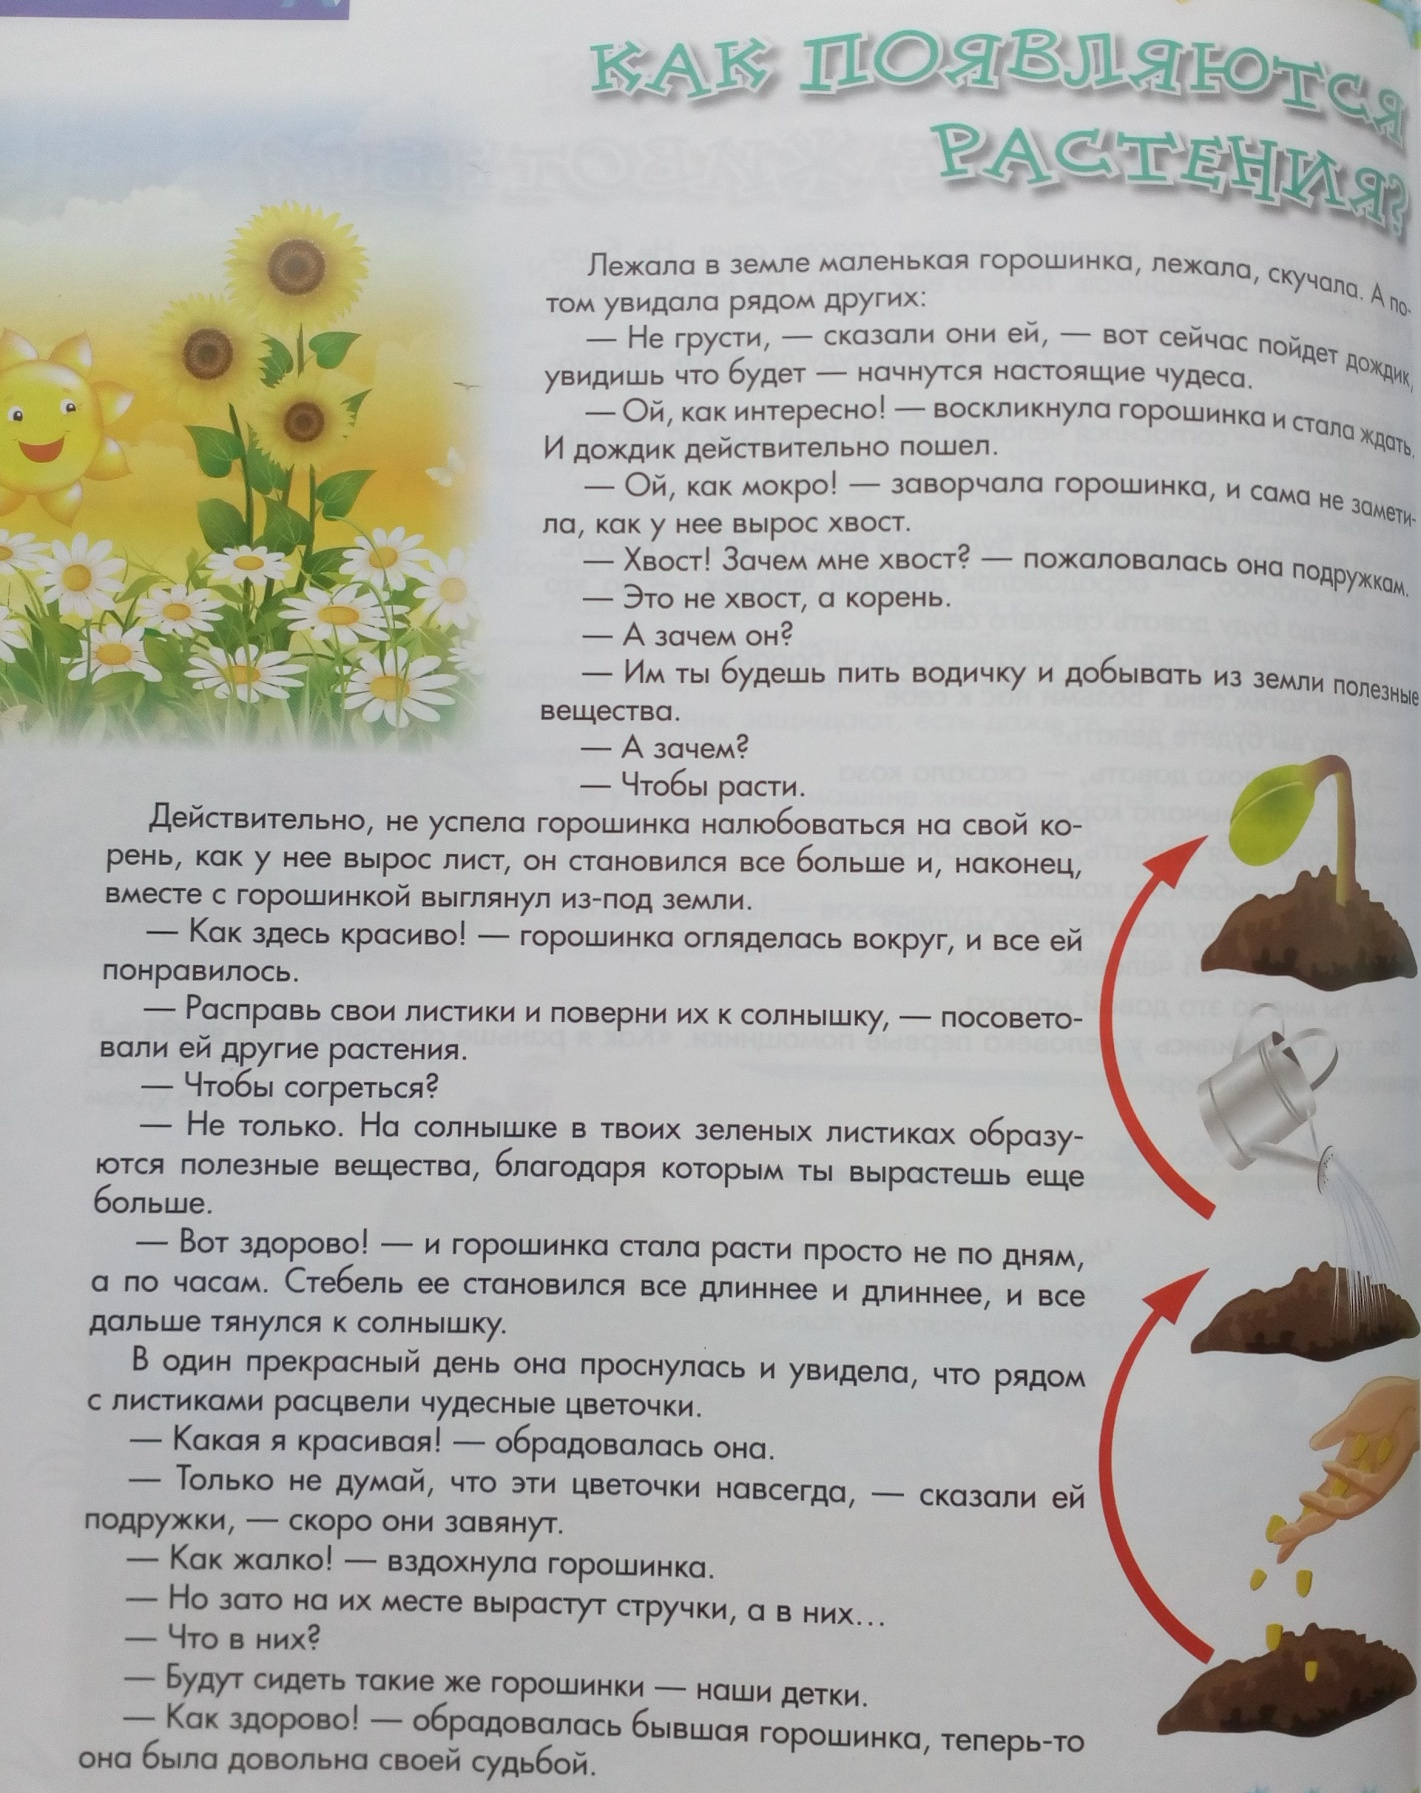 КАК ПОЯВЛЯЮТСЯ
РАСТЕНИЯ?
Лежала в земле маленькая горошинка, лежала, скучала. А по-
том увидала рядом других:
— Не грусти, — сказали они ей, — вот сейчас пойдет дождик,
увидишь что будет — начнутся настоящие чудеса.
— Ой, как интересно! — воскликнула горошинка и стала ждать.
И дождик действительно пошел.
— Ой, как мокро! — заворчала горошинка, и сама не замети-
ла, как у нее вырос хвост.
— Хвост! Зачем мне хвост? — пожаловалась она подружкам.
— Это не хвост, а корень.
— А зачем он?
— Им ты будешь пить водичку и добывать из земли полезные
вещества.
— А зачем?
— Чтобы расти.
Действительно, не успела горошинка налюбоваться на свой ко-
рень, как у нее вырос лист, он становился все больше и, наконец,
вместе с горошинкой выглянул из-под земли.
— Как здесь красиво! — горошинка огляделась вокруг, и все ей
понравилось.
— Расправь свои листики и поверни их к солнышку, — посовето-
вали ей другие растения.
— Чтобы согреться?
— Не только. На солнышке в твоих зеленых листиках образу-
ются полезные вещества, благодаря которым ты вырастешь еще
больше.
— Вот здорово! — и горошинка стала расти просто не по дням,
а по часам. Стебель ее становился все длиннее и длиннее, и все
дальше тянулся к солнышку.
В один прекрасный день она проснулась и увидела, что рядом
с листиками расцвели чудесные цветочки.
— Какая я красивая! — обрадовалась она.
— Только не думай, что эти цветочки навсегда, — сказали ей
подружки, — скоро они завянут.
— Как жалко! — вздохнула горошинка.
— Но зато на их месте вырастут стручки, а в них...
— Что в них?
— Будут сидеть такие же горошинки — наши детки.
— Как здорово! — обрадовалась бывшая горошинка, теперь-то
она была довольна своей судьбой.